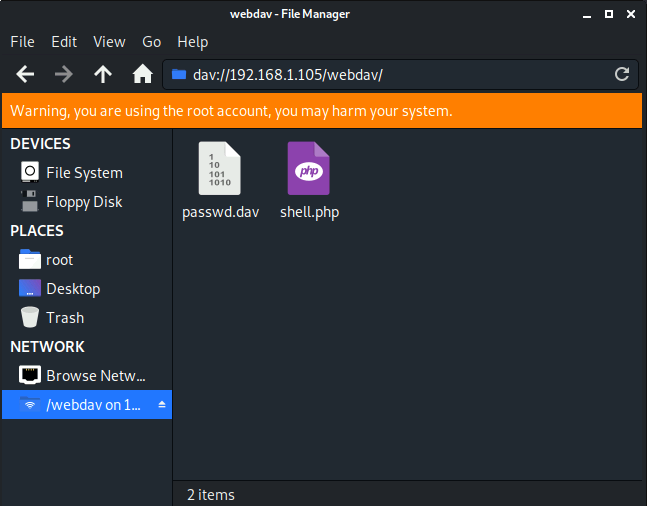 webdav - File Manager
File Edit View Go Help
dav://192.168.1.105/webdav/
Warning, you are using the root account, you may harm your system.
DEVICES
File System
Floppy Disk
PLACES
root
Desktop
Trash
NETWORK
Browse Netw...
/webdav on 1...
1
10
101
1010
passwd.dav
php
shell.php
2 items